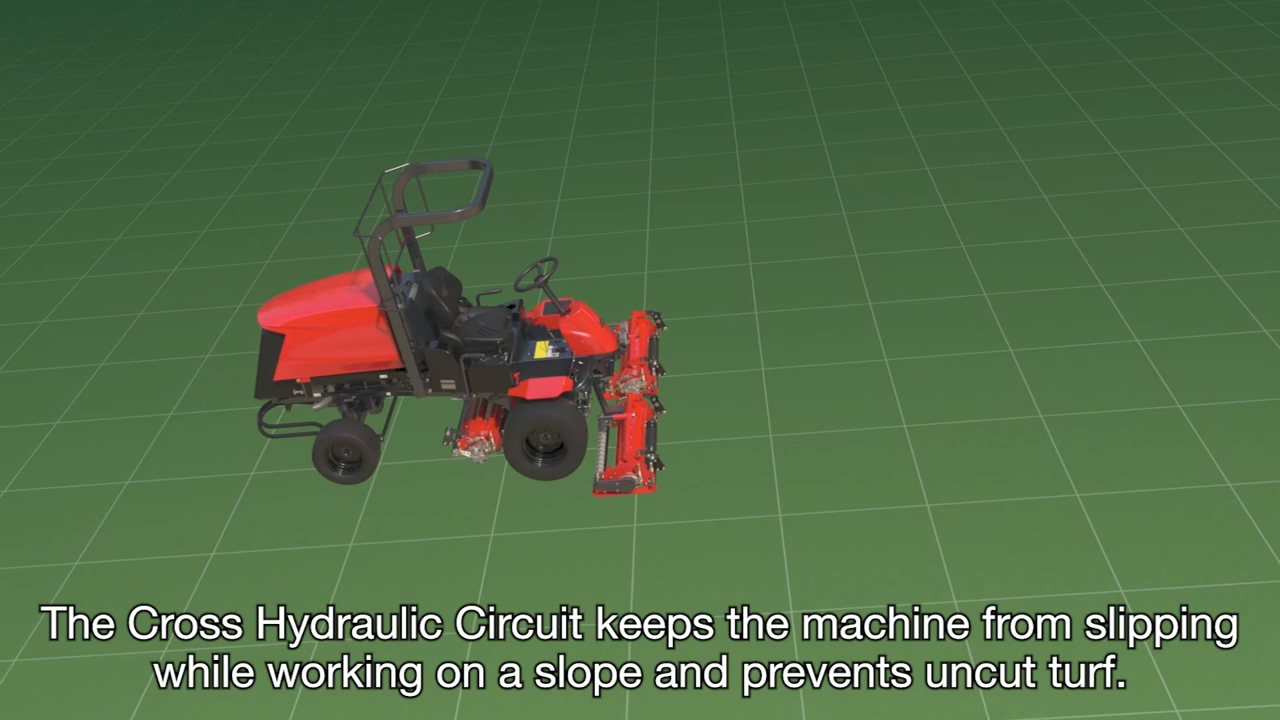 The Cross Hydraulic Circuit keeps the machine from slipping
while working on a slope and prevents uncut turf.